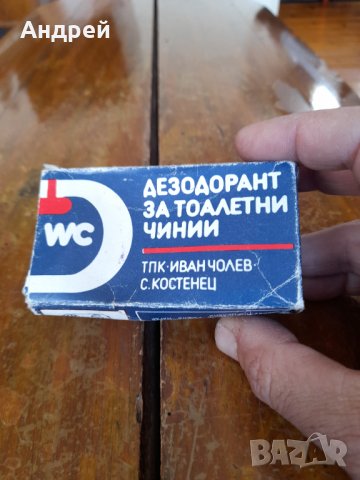 Андрей
WC
ДЕЗОДОРАНТ
ЗА ТОАЛЕТНИ
ЧИНИИ
ТПК·ИВАН ЧОЛЕВ·
С.КОСТЕНЕЦ
BAZAR